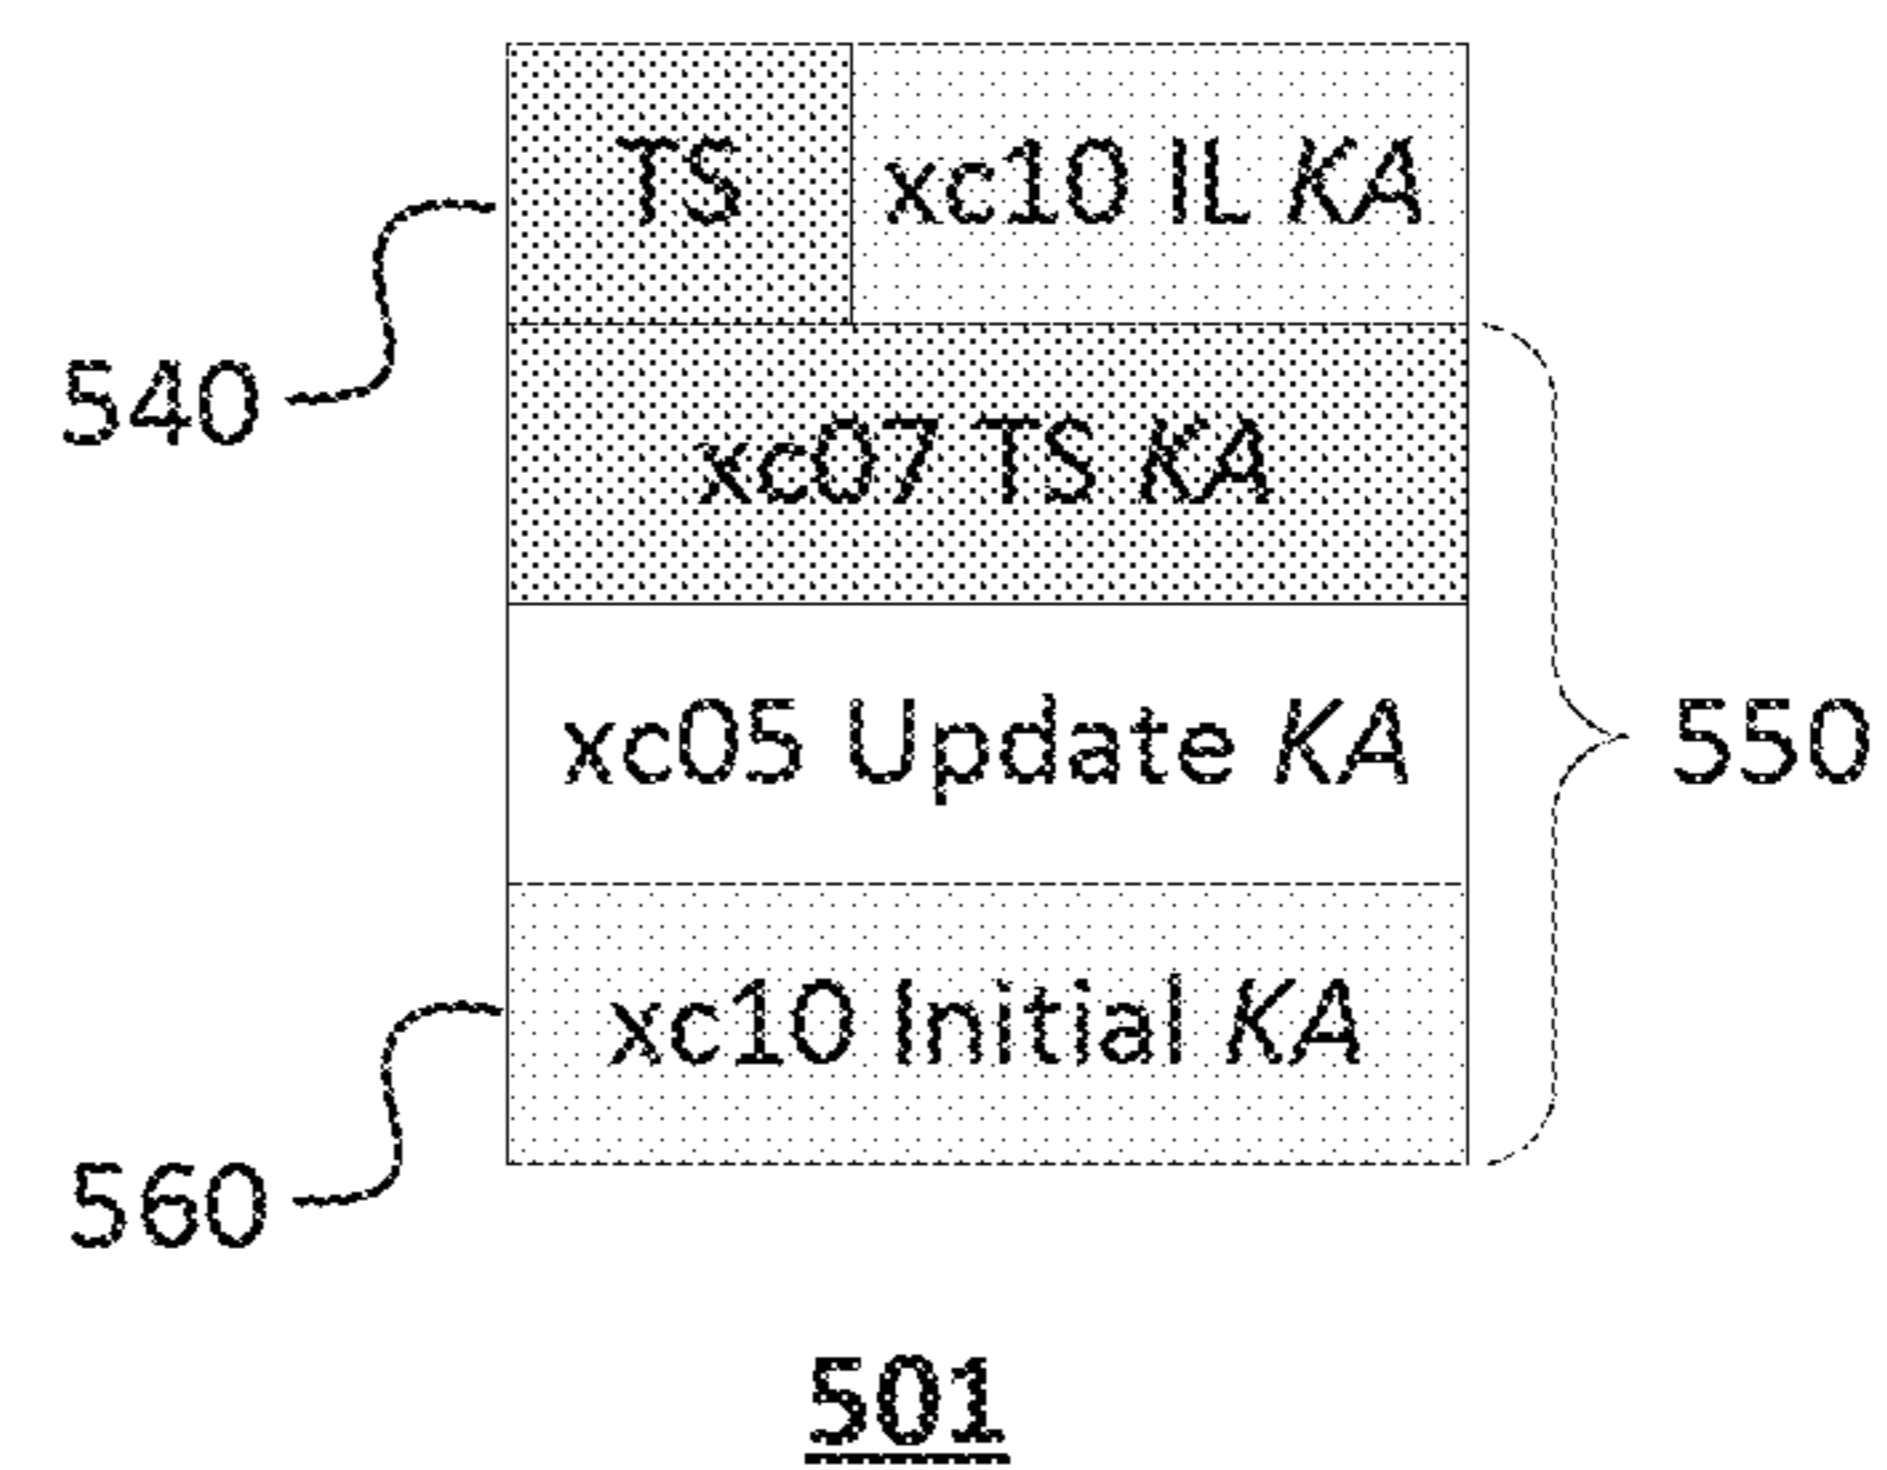 TS xc10 IL KA
540
xc07 TS KA
xc05 Update KA
550
xc10 Initial KA
560
501